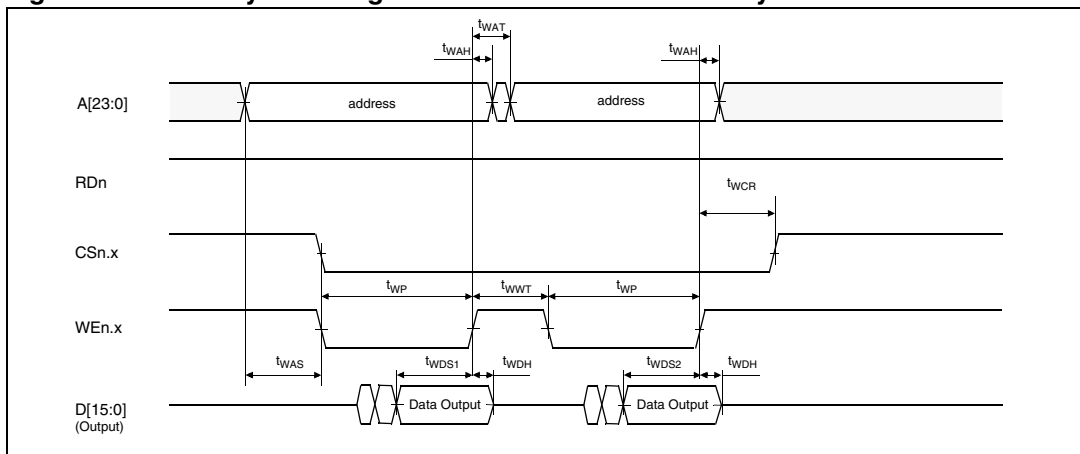 tWAT
tWAH
tWAH
A[23:0]
address
address
RDn
tWCR
CSn.x
tWP
tWWT
tWP
WEn.x
tWAS
tWDS1
tWDH
tWDS2
tWDH
D[15:0]
(Output)
Data Output
Data Output